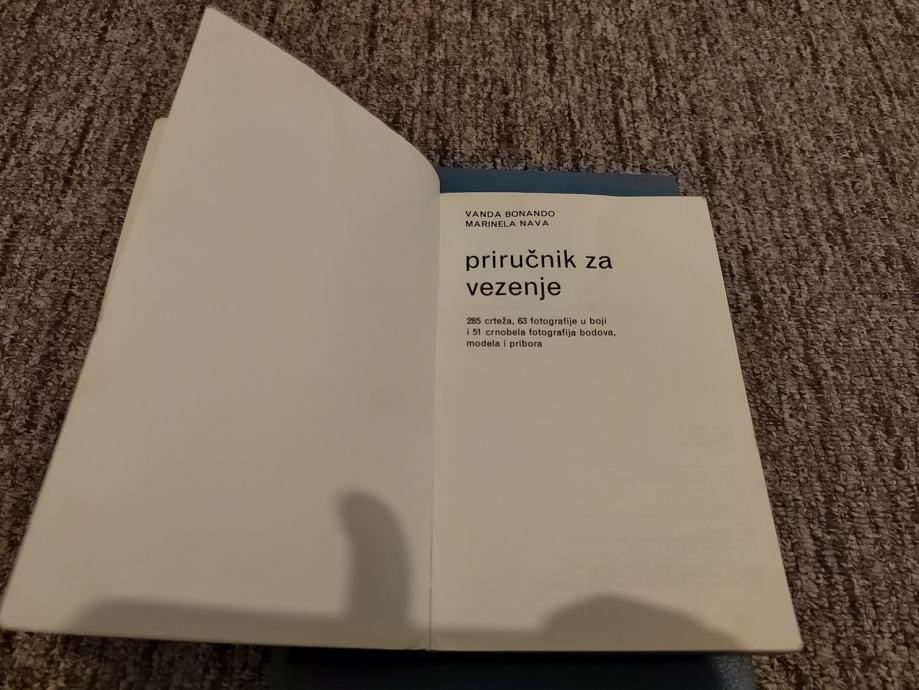 VANDA BONANDO
MARINELA NAVA
priručnik za
vezenje
285 crteža, 63 fotografije u boji
i 51 crnobela fotografija bodova,
modela i pribora